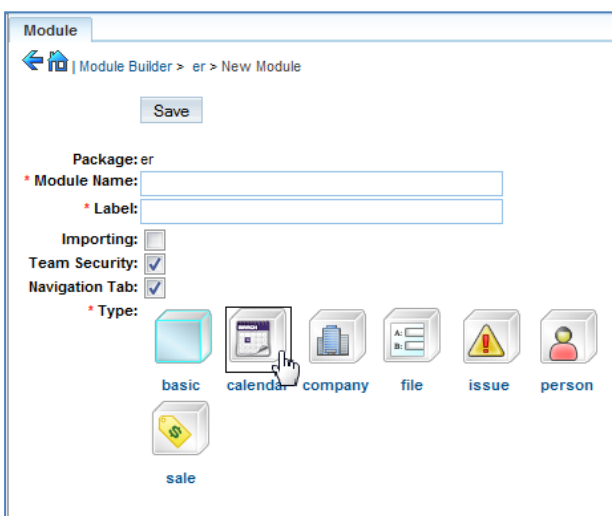 Module
| Module Builder > er > New Module
Save
Package: er
* Module Name:
* Label:
Importing:
Team Security:
Navigation Tab:
* Type:
MARCH
A:
B:
basic calendar company file issue person
$
sale